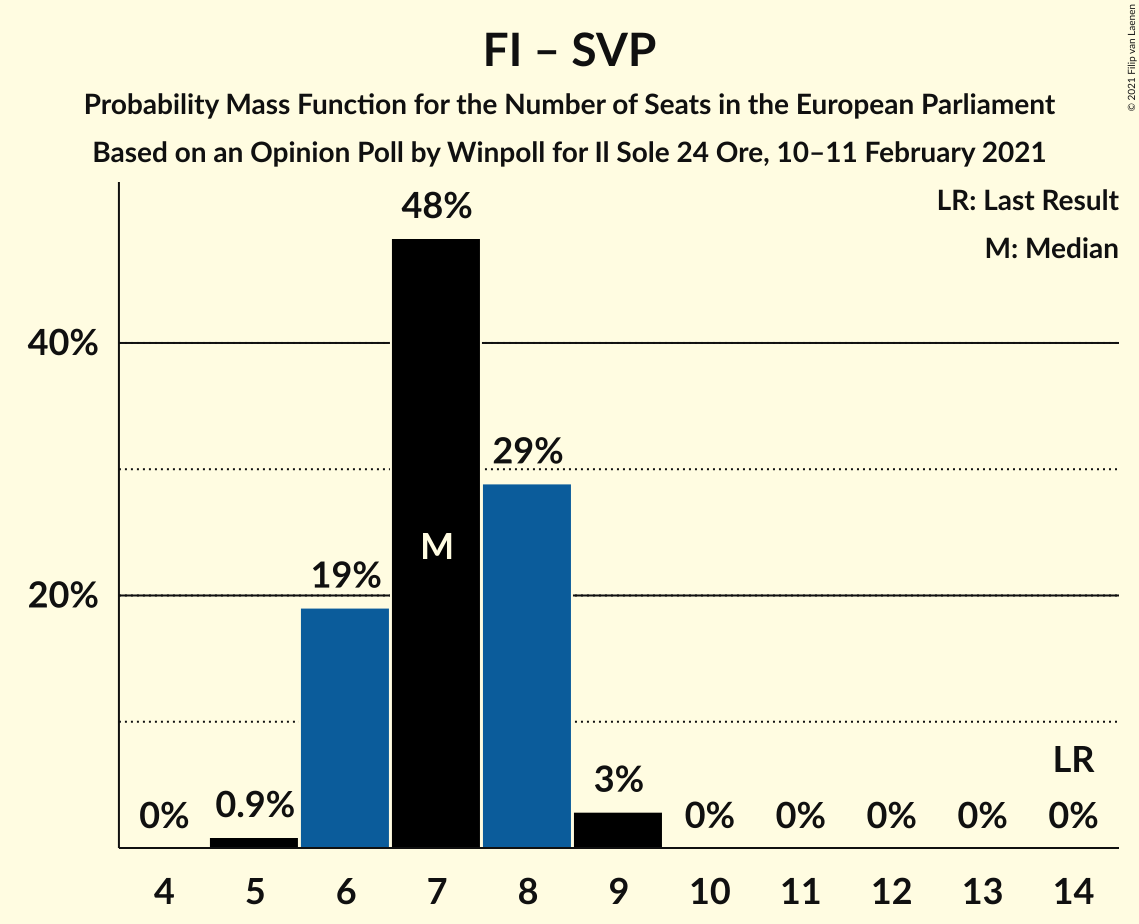 FI – SVP
Probability Mass Function for the Number of Seats in the European Parliament
Based on an Opinion Poll by Winpoll for Il Sole 24 Ore, 10–11 February 2021
© 2021 Filip van Laenen
LR: Last Result
M: Median
48%
40%
29%
M
19%
20%
LR
3%
0.9%
0%
0%
0%
0%
0%
0%
4 5 6 7 8 9 10 11 12 13 14